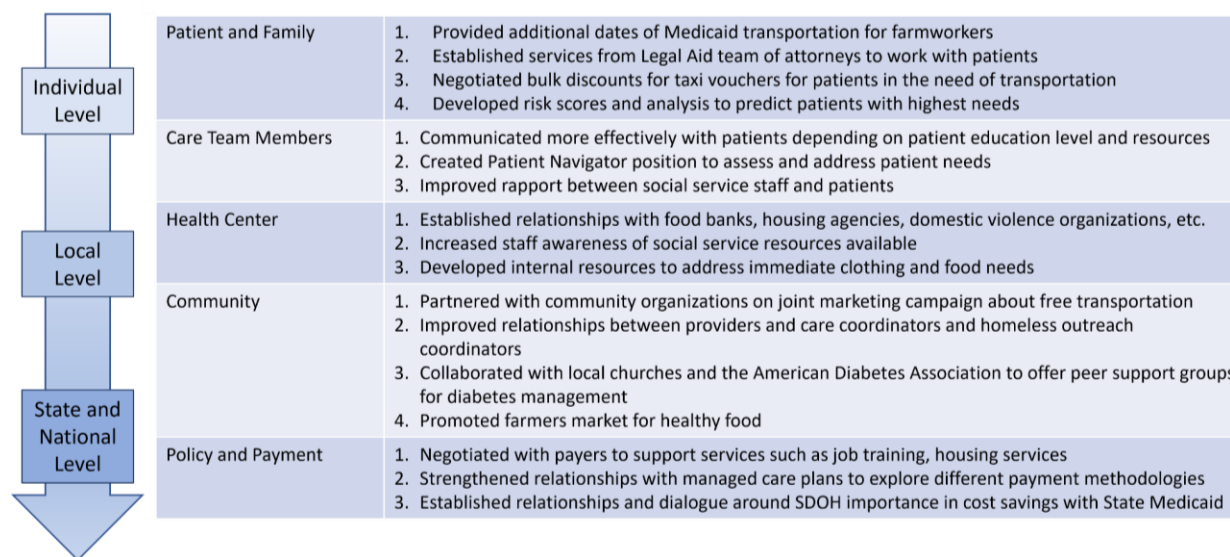 Individual
Level
Local
Level
State and
National
Level
Patient and Family
1. Provided additional dates of Medicaid transportation for farmworkers
2. Established services from Legal Aid team of attorneys to work with patients
3. Negotiated bulk discounts for taxi vouchers for patients in the need of transportation
4. Developed risk scores and analysis to predict patients with highest needs
Care Team Members
1. Communicated more effectively with patients depending on patient education level and resources
2. Created Patient Navigator position to assess and address patient needs
3. Improved rapport between social service staff and patients
Health Center
1. Established relationships with food banks, housing agencies, domestic violence organizations, etc.
2. Increased staff awareness of social service resources available
3. Developed internal resources to address immediate clothing and food needs
Community
1. Partnered with community organizations on joint marketing campaign about free transportation
2. Improved relationships between providers and care coordinators and homeless outreach
coordinators
3. Collaborated with local churches and the American Diabetes Association to offer peer support groups
for diabetes management
4. Promoted farmers market for healthy food
Policy and Payment
1. Negotiated with payers to support services such as job training, housing services
2. Strengthened relationships with managed care plans to explore different payment methodologies
3. Established relationships and dialogue around SDOH importance in cost savings with State Medicaid